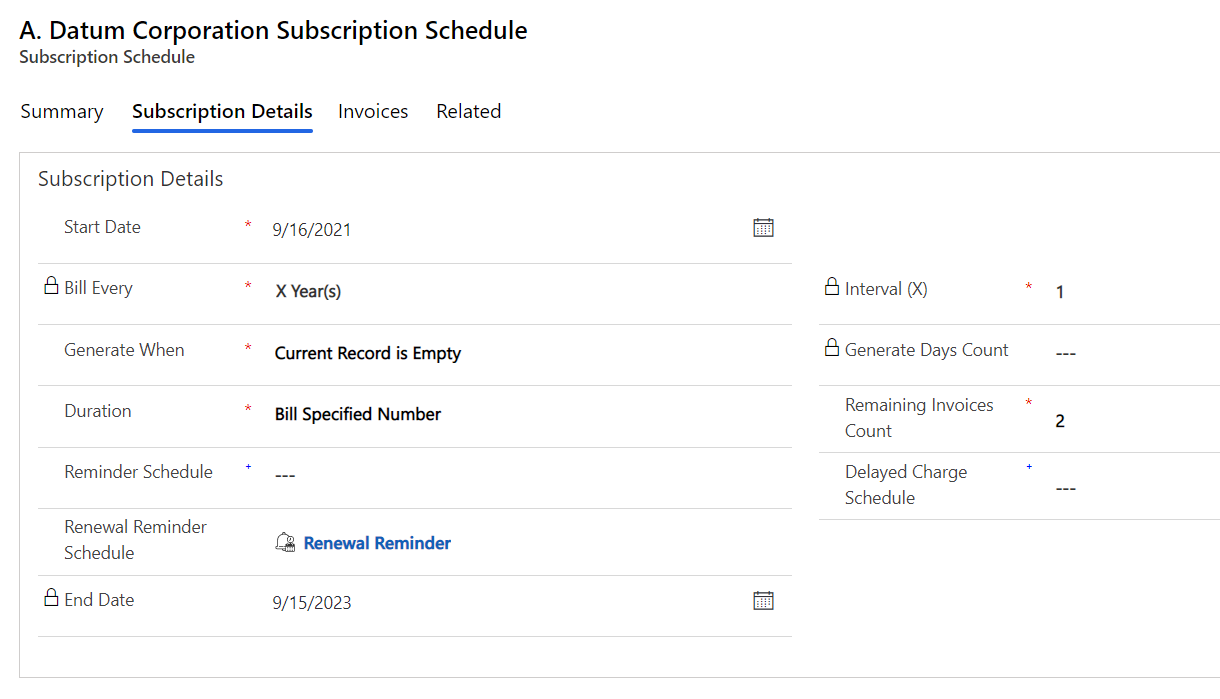 A. Datum Corporation Subscription Schedule
Subscription Schedule
Summary Subscription Details Invoices Related
Subscription Details
Start Date * 9/16/2021
Bill Every * X Year(s) Interval (X) * 1
Generate When * Current Record is Empty Generate Days Count ---
Duration * Bill Specified Number Remaining Invoices
Count * 2
Reminder Schedule + --- Delayed Charge
Schedule + ---
Renewal Reminder
Schedule Renewal Reminder
End Date 9/15/2023